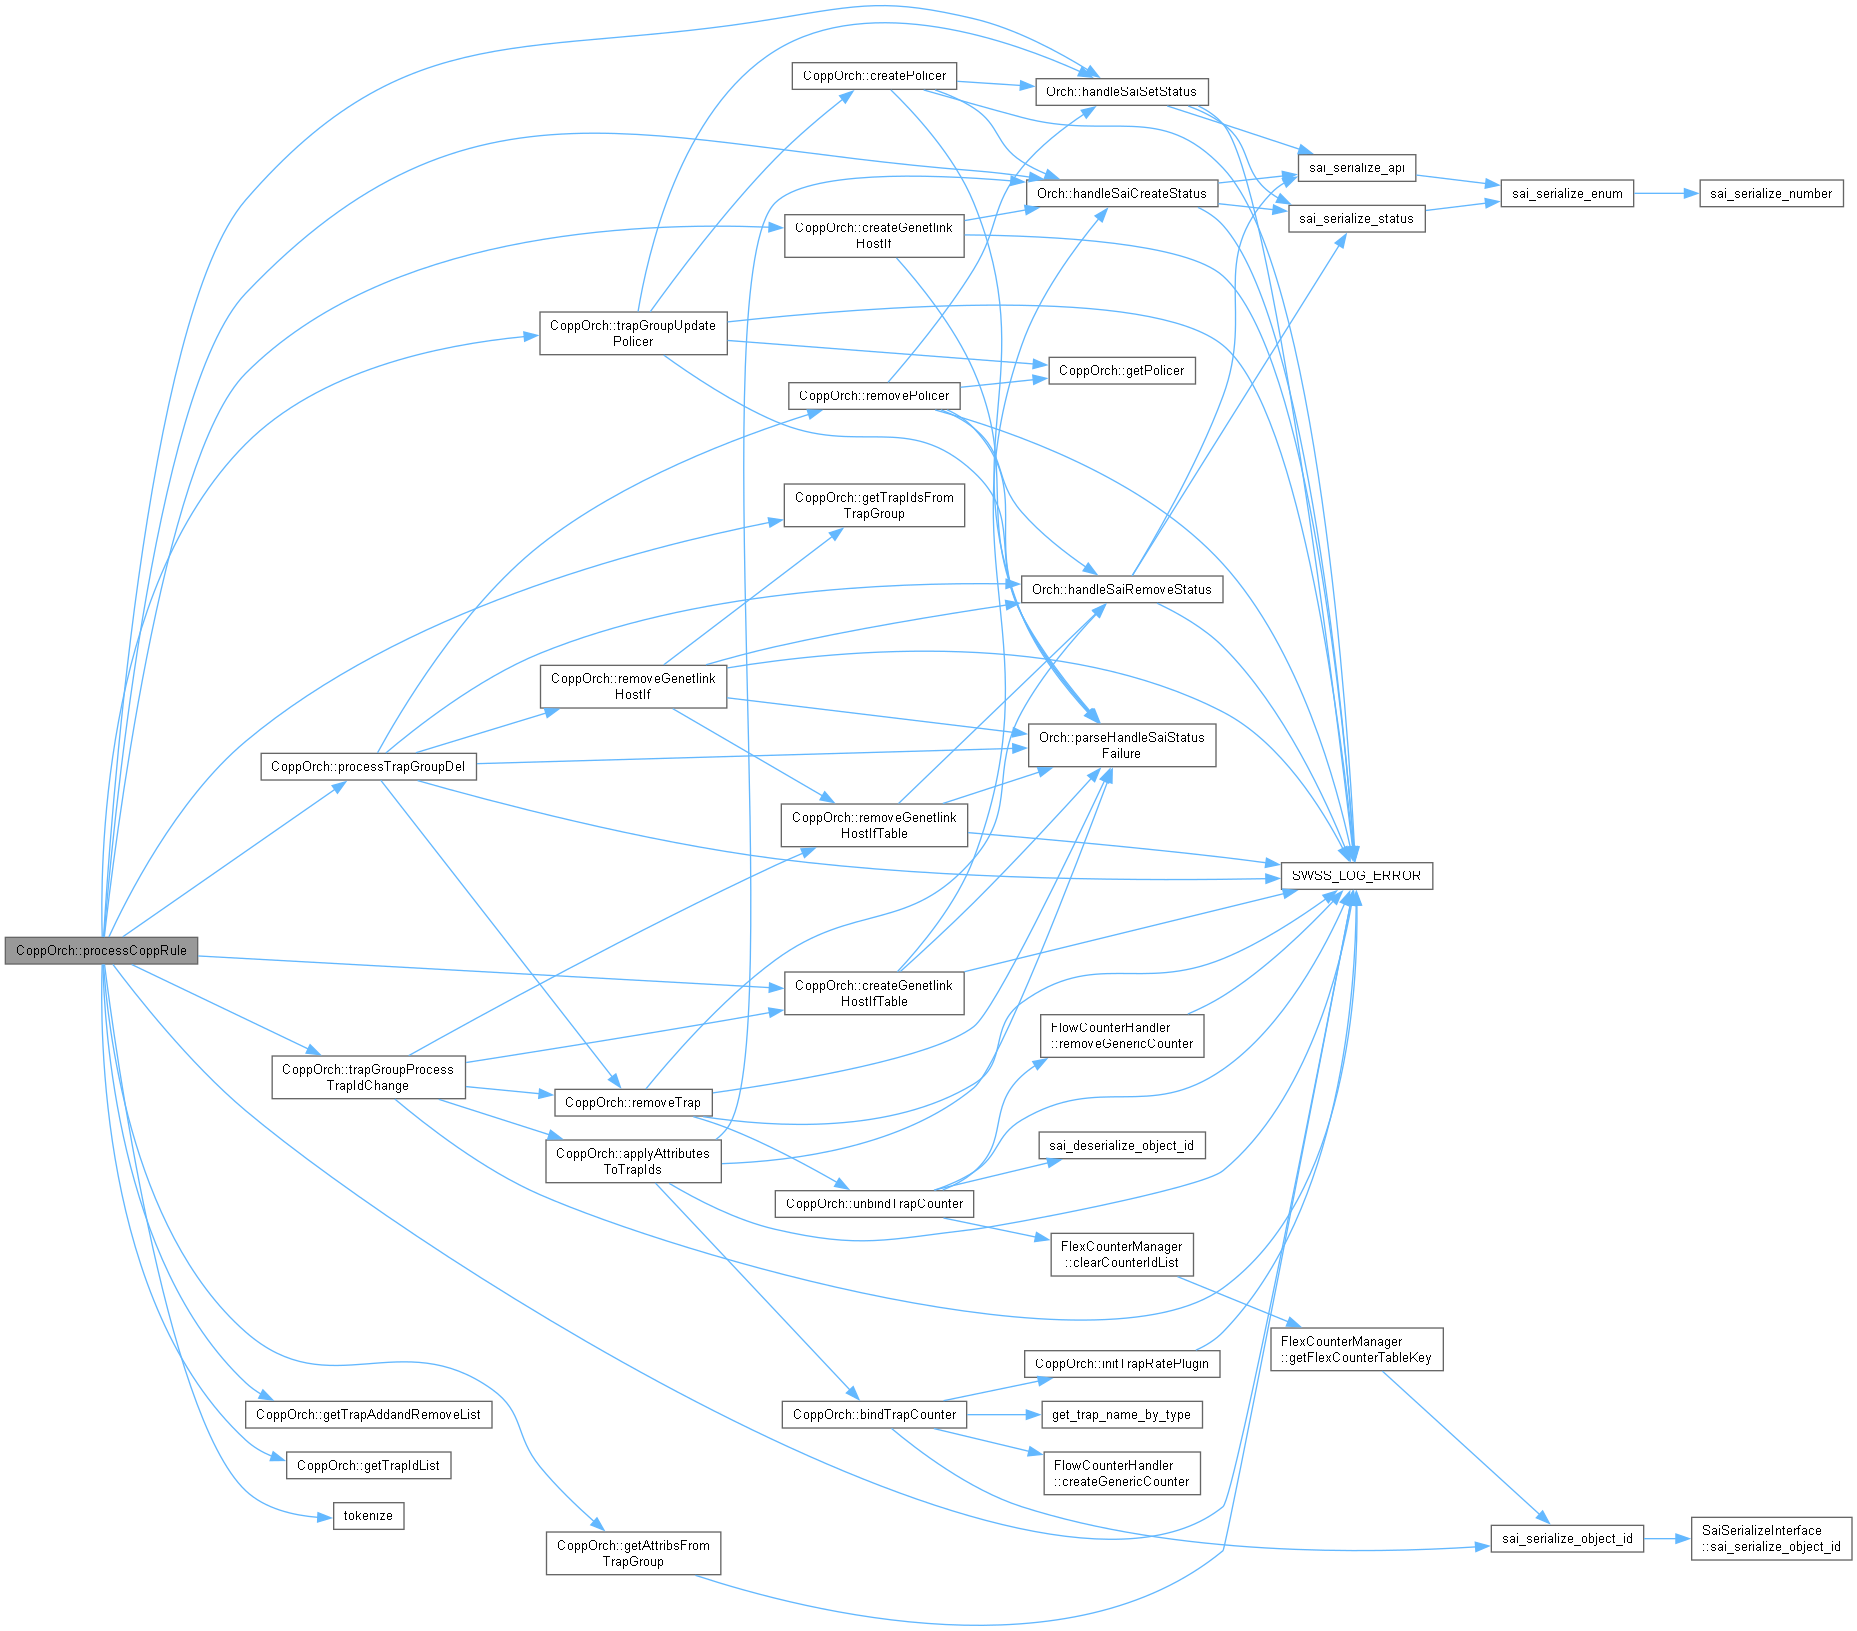 CoppOrch::createPolicer
Orch::handleSaiSetStatus
sai_serialize_api
Orch::handleSaiCreateStatus
sai_serialize_enum
sai_serialize_number
sai_serialize_status
CoppOrch::createGenetlink
HostIf
CoppOrch::trapGroupUpdate
Policer
CoppOrch::getPolicer
CoppOrch::removePolicer
CoppOrch::getTrapIdsFrom
TrapGroup
Orch::handleSaiRemoveStatus
CoppOrch::removeGenetlink
HostIf
Orch::parseHandleSaiStatus
Failure
CoppOrch::processTrapGroupDel
CoppOrch::removeGenetlink
HostIfTable
SWSS_LOG_ERROR
CoppOrch::processCoppRule
CoppOrch::createGenetlink
HostIfTable
FlowCounterHandler
::removeGenericCounter
CoppOrch::trapGroupProcess
TrapIdChange
CoppOrch::removeTrap
sai_deserialize_object_id
CoppOrch::applyAttributes
ToTrapIds
CoppOrch::unbindTrapCounter
FlexCounterManager
::clearCounterIdList
FlexCounterManager
::getFlexCounterTableKey
CoppOrch::initTrapRatePlugin
CoppOrch::getTrapAddandRemoveList
CoppOrch::bindTrapCounter
get_trap_name_by_type
CoppOrch::getTrapIdList
FlowCounterHandler
::createGenericCounter
tokenize
CoppOrch::getAttribsFrom
TrapGroup
sai_serialize_object_id
SaiSerializeInterface
::sai_serialize_object_id